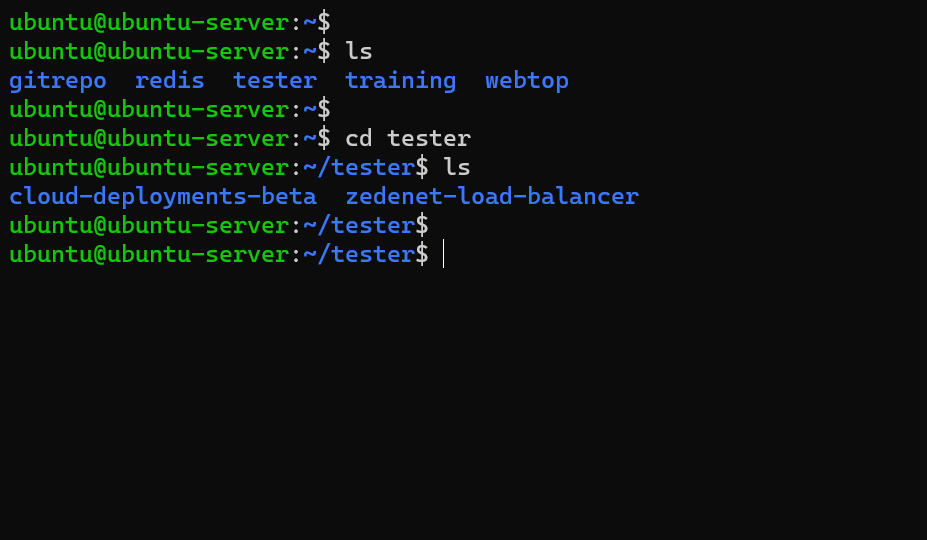 ubuntu@ubuntu-server:~$
ubuntu@ubuntu-server:~$ ls
gitrepo  redis  tester  training  webtop
ubuntu@ubuntu-server:~$
ubuntu@ubuntu-server:~$ cd tester
ubuntu@ubuntu-server:~/tester$ ls
cloud-deployments-beta  zedenet-load-balancer
ubuntu@ubuntu-server:~/tester$
ubuntu@ubuntu-server:~/tester$